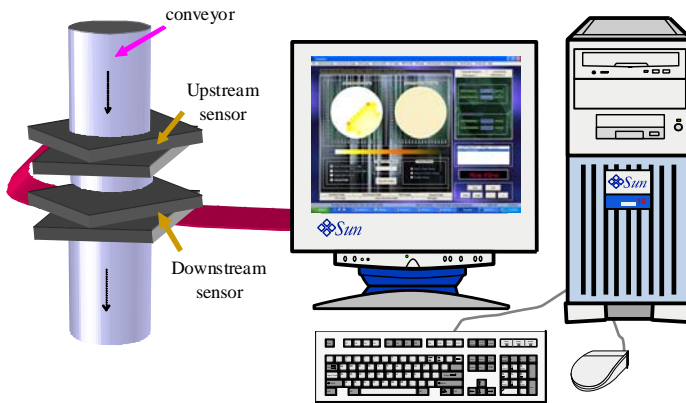 conveyor
Upstream
sensor
Downstream
sensor
Sun
Sun